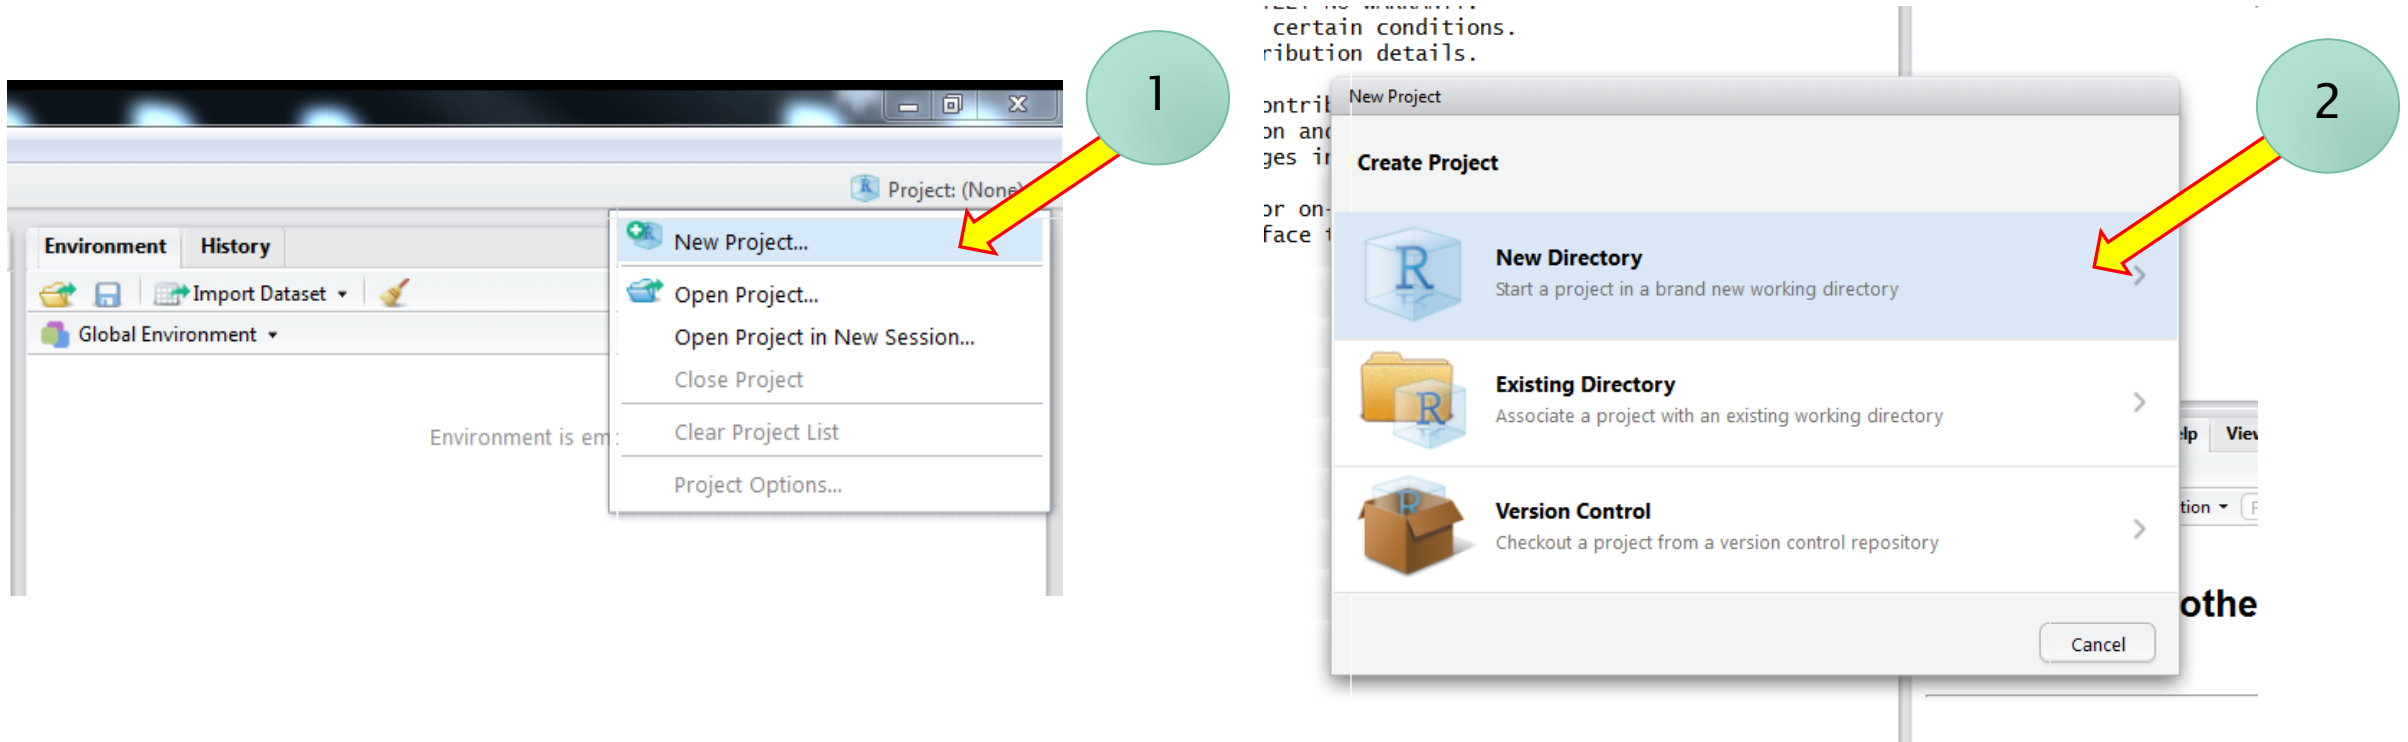 1
Project: (None)
New Project...
Environment History
Open Project...
Import Dataset
Open Project in New Session...
Global Environment
Close Project
Environment is em
Clear Project List
Project Options...
certain conditions.
ribution details.
2
New Project
Create Project
or on-
face
New Directory
Start a project in a brand new working directory
Existing Directory
Associate a project with an existing working directory
Version Control
Checkout a project from a version control repository
othe
Cancel